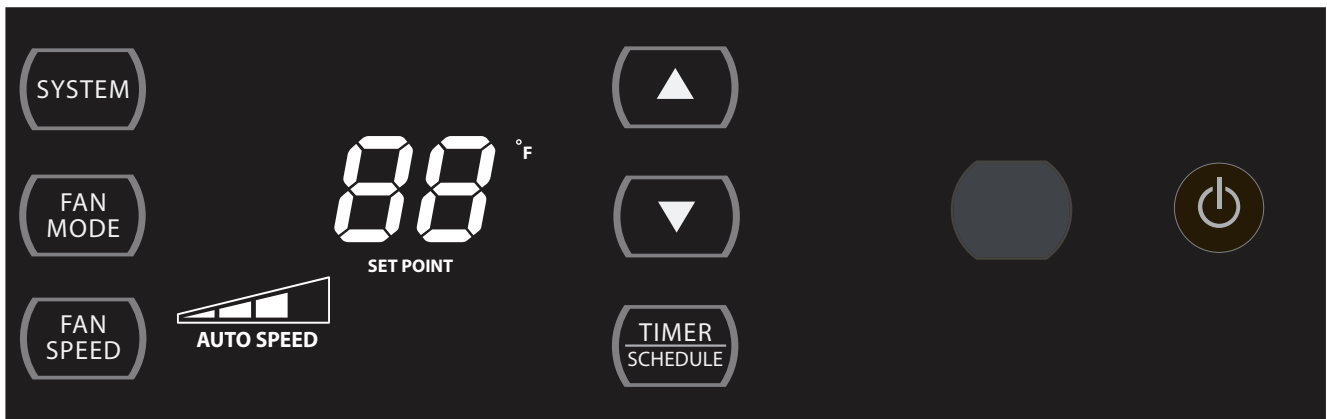 SYSTEM
FAN
MODE
FAN
SPEED
88 °F
SET POINT
AUTO SPEED
▲
▼
TIMER
SCHEDULE